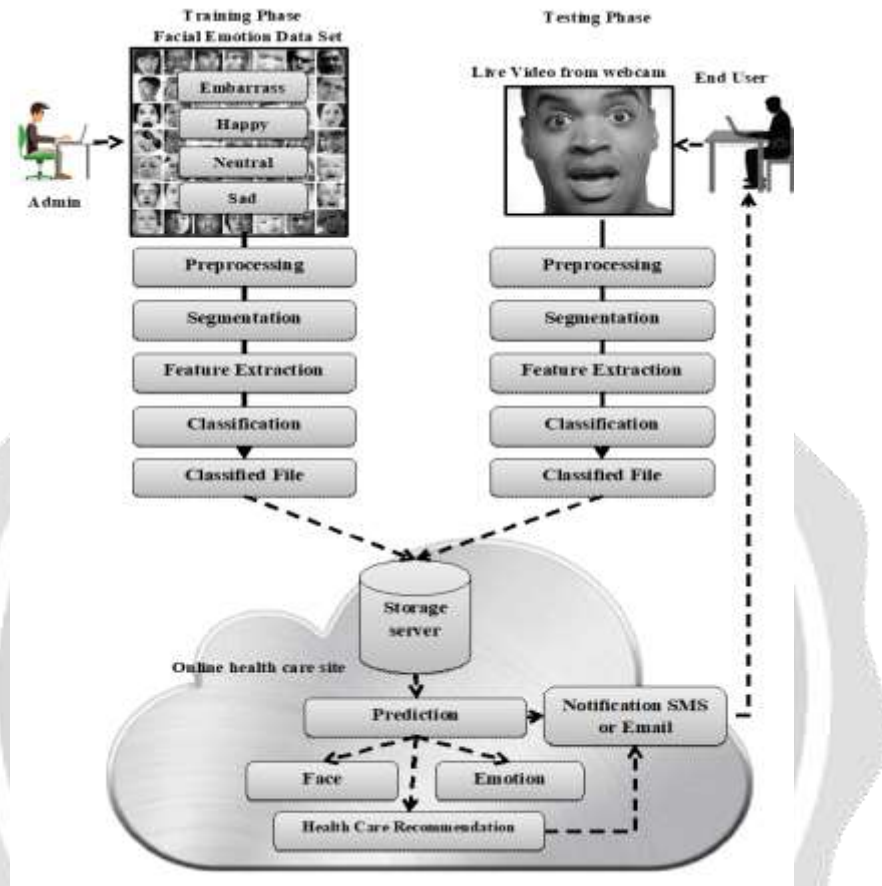 Training Phase
Facial Emotion Data Set
Embarrass
Happy
Neutral
Sad
Admin
Preprocessing
Segmentation
Feature Extraction
Classification
Classified File
Testing Phase
Live Video from webcam
End User
Preprocessing
Segmentation
Feature Extraction
Classification
Classified File
Storage
server
Online health care site
Prediction
Notification SMS
or Email
Face
Emotion
Health Care Recommendation